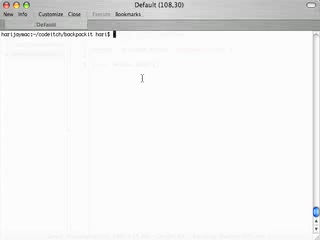 Default (108,30)
New Info Customize Close Execute Bookmarks
Default
harijaymac:~/codeitch/backpackit hari$